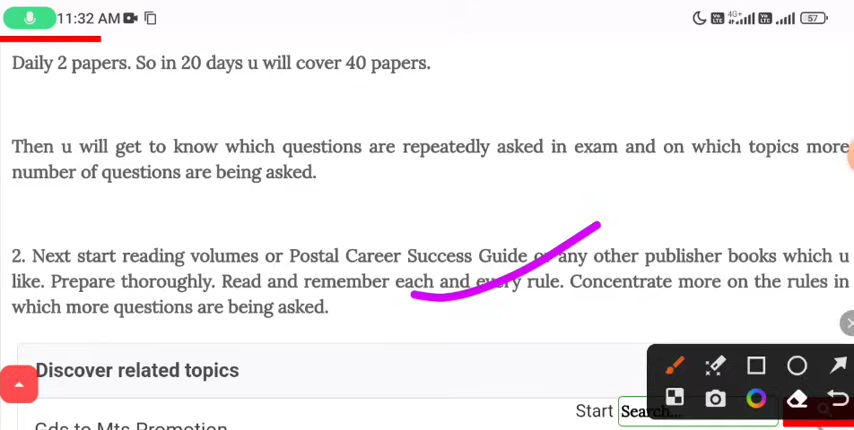 11:32 AM
4G+
57
Daily 2 papers. So in 20 days u will cover 40 papers.
Then u will get to know which questions are repeatedly asked in exam and on which topics more
number of questions are being asked.
2. Next start reading volumes or Postal Career Success Guide or any other publisher books which u
like. Prepare thoroughly. Read and remember each and every rule. Concentrate more on the rules in
which more questions are being asked.
Discover related topics
Start Search...
Gds to Mts Promotion